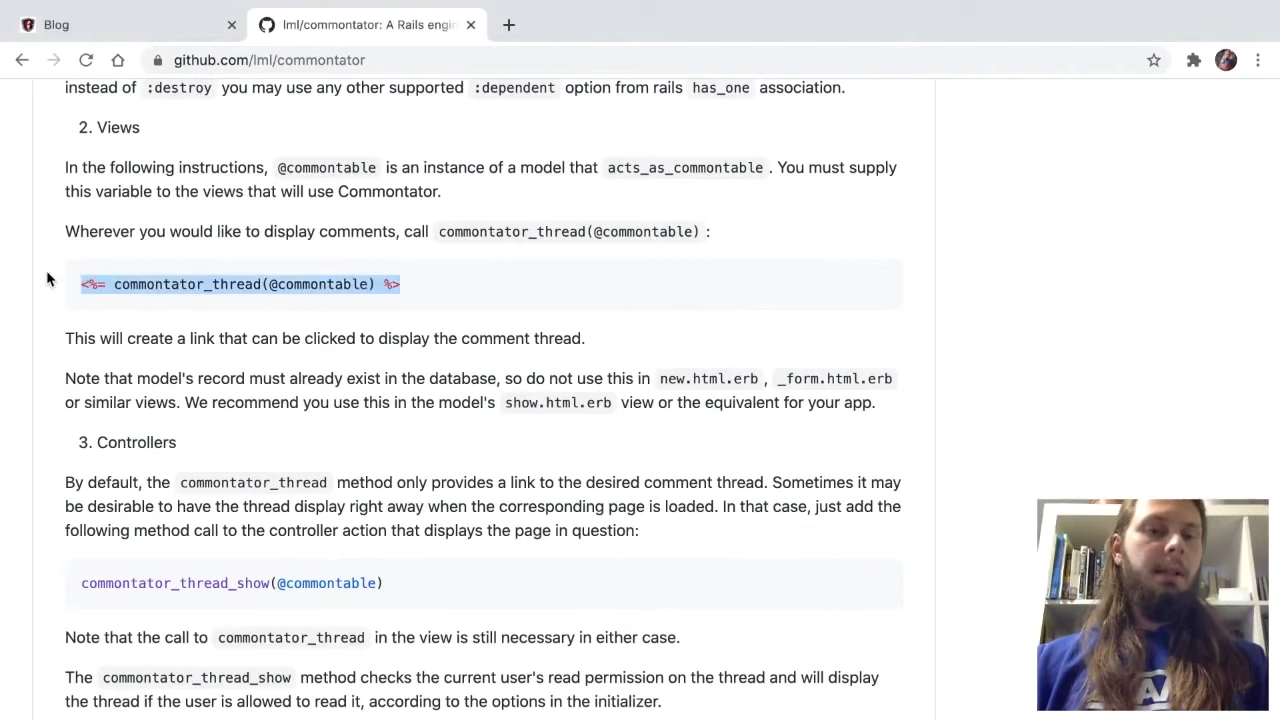 Blog
lml/commontator: A Rails engin
github.com/lml/commontator
instead of :destroy you may use any other supported :dependent option from rails has_one association.
2. Views
In the following instructions, @commontable is an instance of a model that acts_as_commontable . You must supply
this variable to the views that will use Commontator.
Wherever you would like to display comments, call commontator_thread(@commontable) :
<%= commontator_thread(@commontable) %>
This will create a link that can be clicked to display the comment thread.
Note that model's record must already exist in the database, so do not use this in new.html.erb , _form.html.erb
or similar views. We recommend you use this in the model's show.html.erb view or the equivalent for your app.
3. Controllers
By default, the commontator_thread method only provides a link to the desired comment thread. Sometimes it may
be desirable to have the thread display right away when the corresponding page is loaded. In that case, just add the
following method call to the controller action that displays the page in question:
commontator_thread_show(@commontable)
Note that the call to commontator_thread in the view is still necessary in either case.
The commontator_thread_show method checks the current user's read permission on the thread and will display
the thread if the user is allowed to read it, according to the options in the initializer.